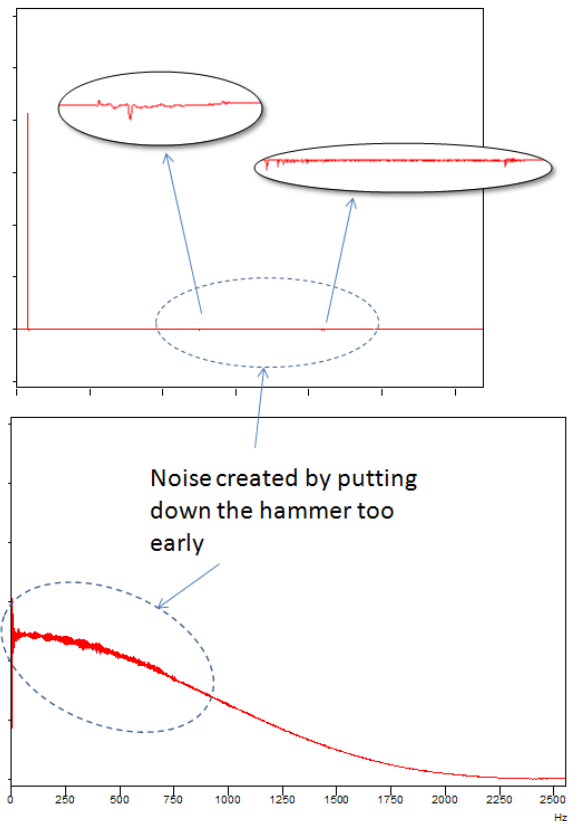 Noise created by putting
down the hammer too
early
0 250 500 750 1000 1250 1500 1750 2000 2250 2500
Hz